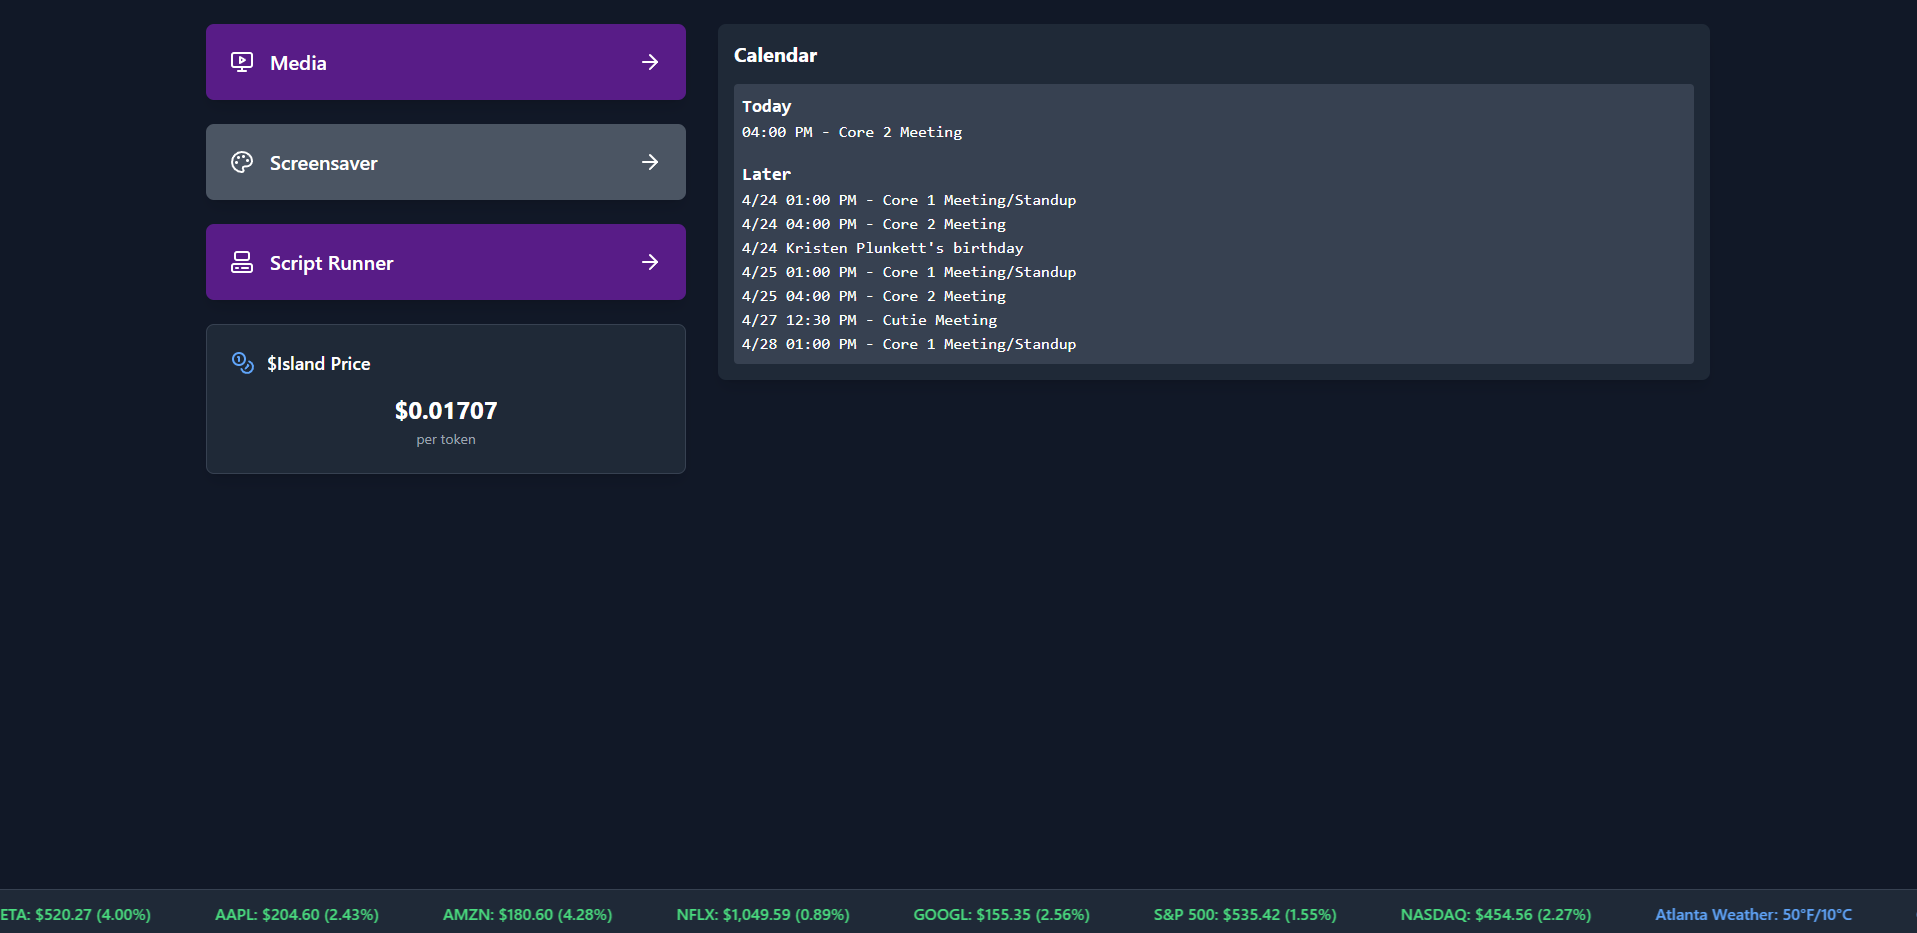 Media
Screensaver
Script Runner
$Island Price
$0.01707
per token
Calendar
Today
04:00 PM - Core 2 Meeting
Later
4/24 01:00 PM - Core 1 Meeting/Standup
4/24 04:00 PM - Core 2 Meeting
4/24 Kristen Plunkett's birthday
4/25 01:00 PM - Core 1 Meeting/Standup
4/25 04:00 PM - Core 2 Meeting
4/27 12:30 PM - Cutie Meeting
4/28 01:00 PM - Core 1 Meeting/Standup
ETA: $520.27 (4.00%) AAPL: $204.60 (2.43%) AMZN: $180.60 (4.28%) NFLX: $1,049.59 (0.89%) GOOGL: $155.35 (2.56%) S&P 500: $535.42 (1.55%) NASDAQ: $454.56 (2.27%) Atlanta Weather: 50°F/10°C